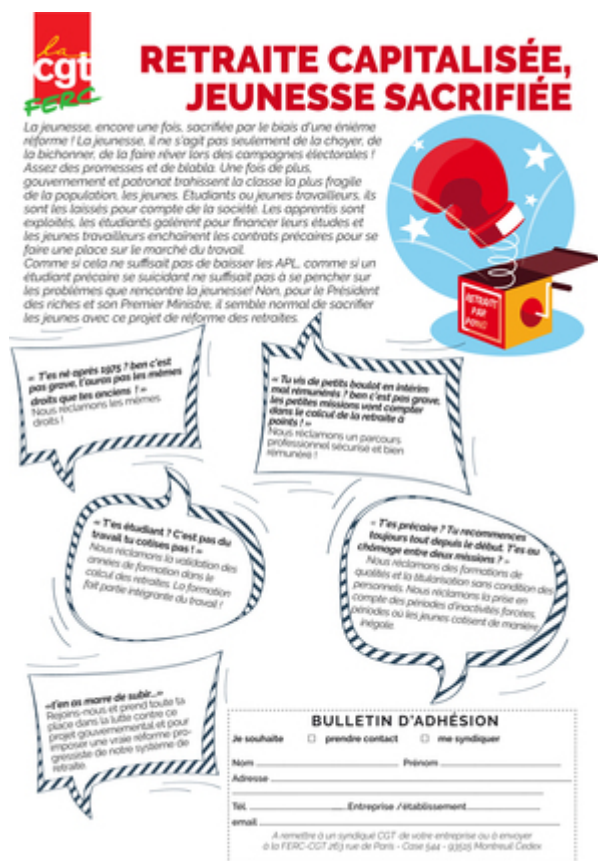 la
cgt
FERC
RETRAITE CAPITALISÉE,
JEUNESSE SACRIFIÉE
La jeunesse, encore une fois, sacrifiée par le biais d'une énième
réforme ! La jeunesse, il ne s'agit pas seulement de la choyer, de
la bichonner, de la faire rêver lors des campagnes électorales !
Assez des promesses et de blabla. Une fois de plus,
gouvernement et patronat trahissent la classe la plus fragile
de la population, les jeunes. Etudiants ou jeunes travailleurs, ils
sont les laissés pour compte de la société. Les apprentis sont
exploités, les étudiants galèrent pour financer leurs études et
les jeunes travailleurs enchaînent les contrats précaires pour se
faire une place sur le marché du travail.
Comme si cela ne suffisait pas de baisser les APL, comme si un
étudiant précaire se suicidant ne suffisait pas à se pencher sur
les problèmes que rencontre la jeunesse! Non, pour le Président
des riches et son Premier Ministre, il semble normal de sacrifier
les jeunes avec ce projet de réforme des retraites.
RETRAITE
PAR
POINTS
« T'es né après 1975 ? ben c'est
pas grave, t'auras pas les mêmes
droits que tes anciens ! »
Nous réclamons les mêmes
droits !
« Tu vis de petits boulot en intérim
mal rémunérés ? ben c'est pas grave,
les petites missions vont compter
dans le calcul de la retraite à
points ! »
Nous réclamons un parcours
professionnel sécurisé et bien
rémunéré !
« T'es étudiant ? C'est pas du
travail tu cotises pas ! »
Nous réclamons la validation des
années de formation dans le
calcul des retraites. La formation
fait partie intégrante du travail !
« T'es précaire ? Tu recommences
toujours tout depuis le début. T'es au
chômage entre deux missions ? »
Nous réclamons des formations de
qualités et la titularisation sans condition des
personnels. Nous réclamons la prise en
compte des périodes d'inactivités forcées,
périodes où les jeunes cotisent de manière
inégale.
«t'en as marre de subir...»
Rejoins-nous et prend toute ta
place dans la lutte contre ce
projet gouvernemental et pour
imposer une vraie réforme pro-
gressiste de notre système de
retraite.
BULLETIN D'ADHÉSION
Je souhaite □ prendre contact □ me syndiquer
Nom Prénom
Adresse
Tél. Entreprise /établissement
email
A remettre à un syndiqué CGT de votre entreprise ou à envoyer
à la FERC-CGT 263 rue de Paris - Case 544 - 93515 Montreuil Cedex